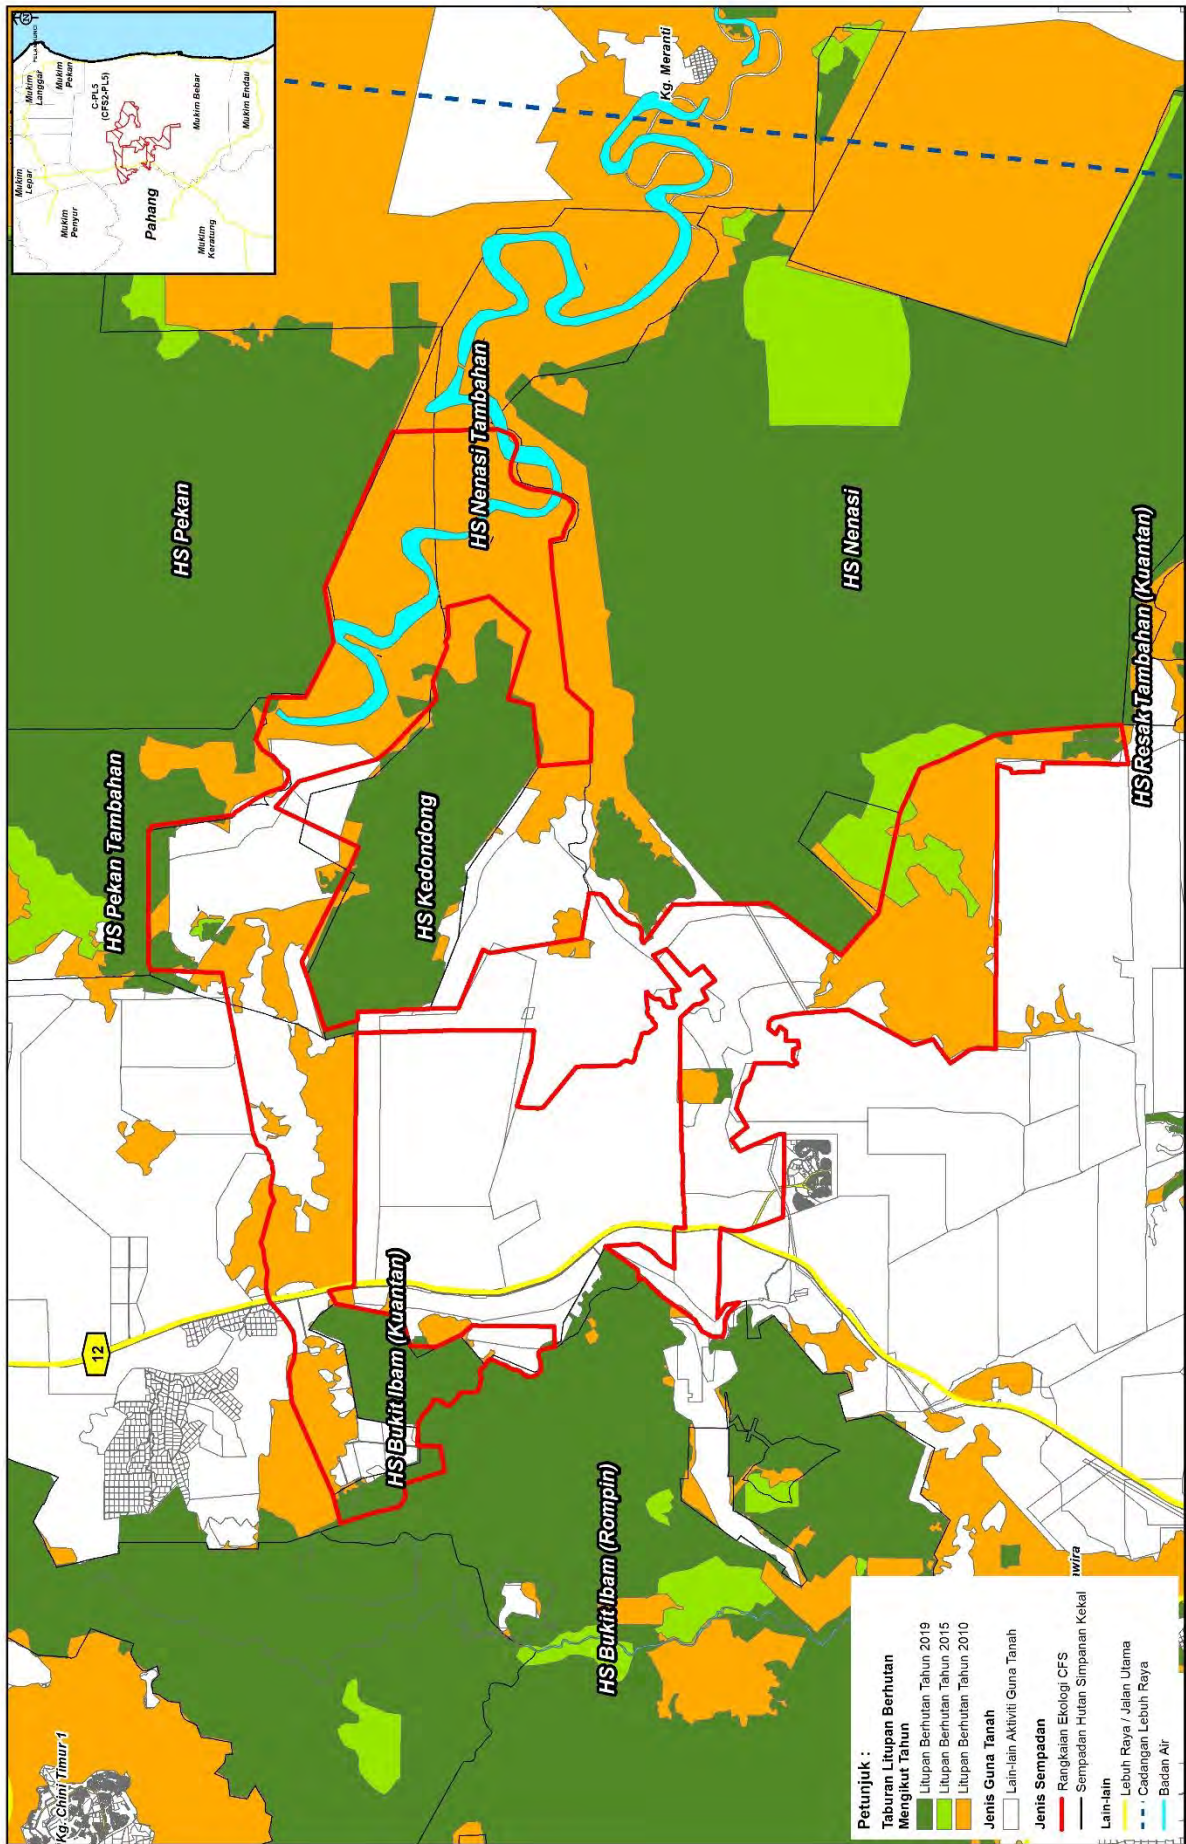 PELABUHAN
Mukim
Langgar
Mukim
Pekan
Mukim
Lepar
C-PL5
(CFS2-PL5)
Mukim
Penyur
Pahang
Mukim Bebar
Mukim
Keratung
Mukim Endau
Kg. Meranti
HS Pekan
HS Nenasi Tambahan
HS Nenasi
HS Pekan Tambahan
HS Kedondong
HS Resak Tambahan (Kuantan)
12
HS Bukit Ibam (Kuantan)
HS Bukit Ibam (Rompin)
Kg. Chini Timur 1
awira
Petunjuk :
Taburan Litupan Berhutan
Mengikut Tahun
Litupan Berhutan Tahun 2019
Litupan Berhutan Tahun 2015
Litupan Berhutan Tahun 2010
Jenis Guna Tanah
Lain-lain Aktiviti Guna Tanah
Jenis Sempadan
Rangkaian Ekologi CFS
Sempadan Hutan Simpanan Kekal
Lain-lain
Lebuh Raya / Jalan Utama
Cadangan Lebuh Raya
Badan Air